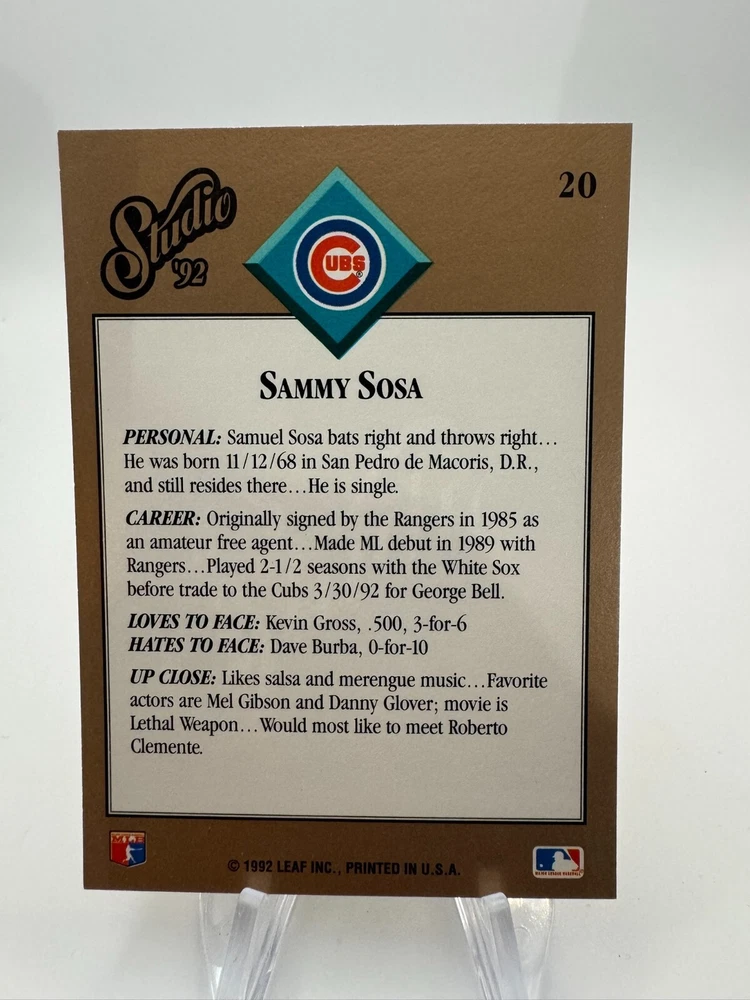 Studio
'92
20
CUBS
SAMMY SOSA
PERSONAL: Samuel Sosa bats right and throws right…
He was born 11/12/68 in San Pedro de Macoris, D.R.,
and still resides there…He is single.
CAREER: Originally signed by the Rangers in 1985 as
an amateur free agent…Made ML debut in 1989 with
Rangers…Played 2-1/2 seasons with the White Sox
before trade to the Cubs 3/30/92 for George Bell.
LOVES TO FACE: Kevin Gross, .500, 3-for-6
HATES TO FACE: Dave Burba, 0-for-10
UP CLOSE: Likes salsa and merengue music…Favorite
actors are Mel Gibson and Danny Glover; movie is
Lethal Weapon…Would most like to meet Roberto
Clemente.
MLB
© 1992 LEAF INC., PRINTED IN U.S.A.
MAJOR LEAGUE BASEBALL